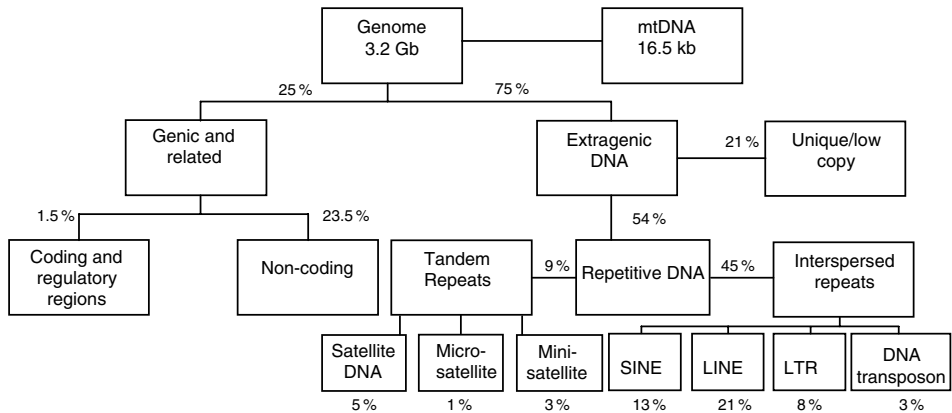 Genome
3.2 Gb
mtDNA
16.5 kb
25 %
75 %
Genic and
related
Extragenic
DNA
21 %
Unique/low
copy
1.5 %
23.5 %
54 %
Coding and
regulatory
regions
Non-coding
Tandem
Repeats
9 %
Repetitive DNA
45 %
Interspersed
repeats
Satellite
DNA
Micro-
satellite
Mini-
satellite
SINE
LINE
LTR
DNA
transposon
5 %
1 %
3 %
13 %
21 %
8 %
3 %